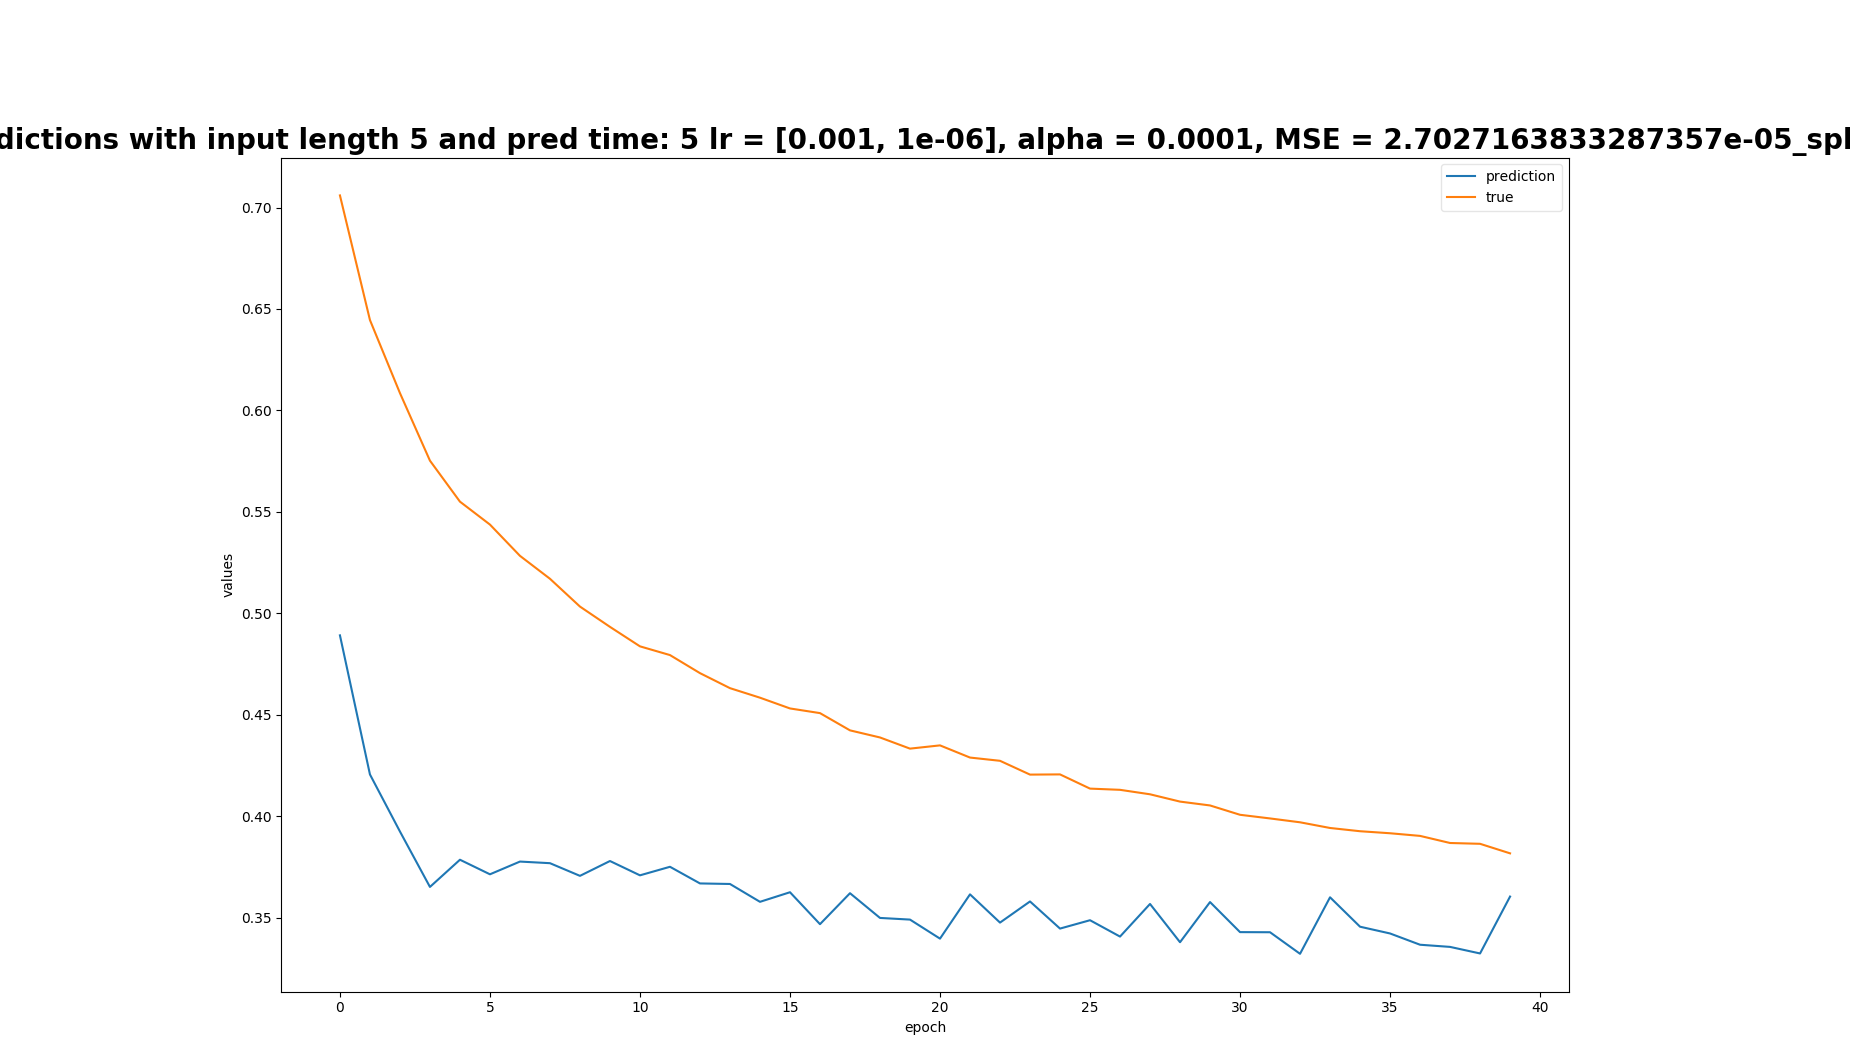 dictions with input length 5 and pred time: 5 lr = [0.001, 1e-06], alpha = 0.0001, MSE = 2.7027163833287357e-05_spl
prediction
true
0.70
0.65
0.60
0.55
0.50
0.45
0.40
0.35
values
0 5 10 15 20 25 30 35 40
epoch